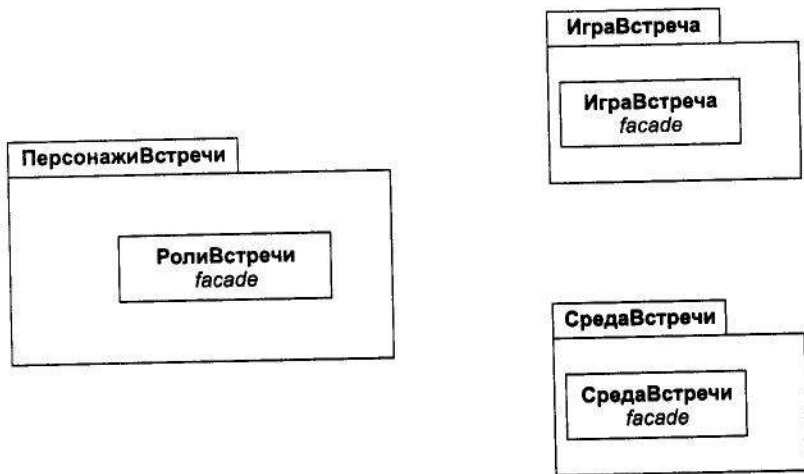 ИграВстреча
ИграВстреча
facade
ПерсонажиВстречи
РолиВстречи
facade
СредаВстречи
СредаВстречи
facade